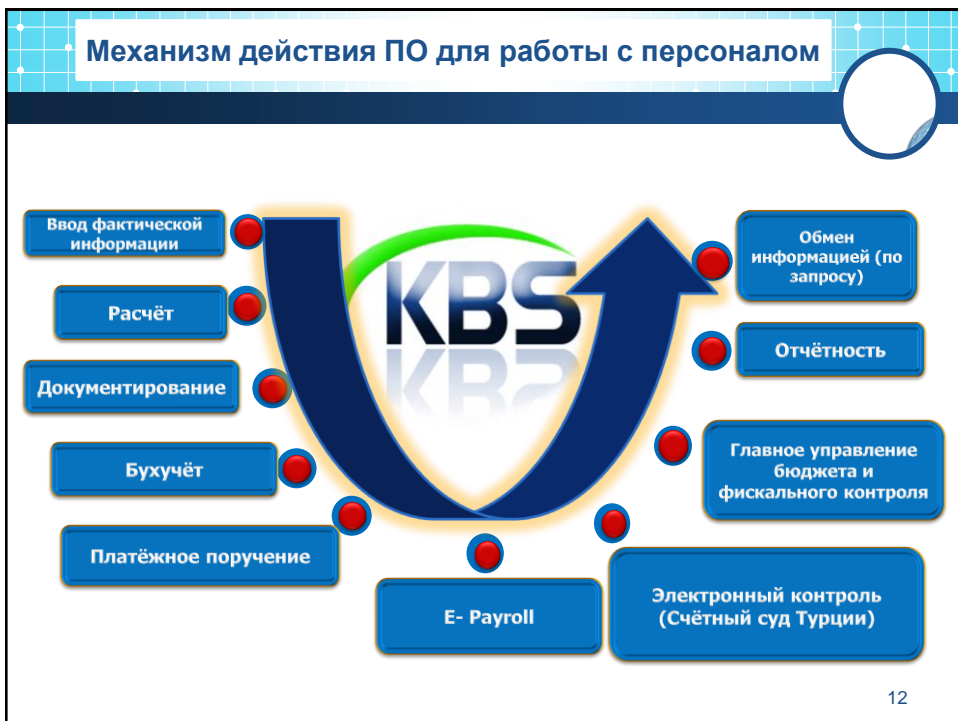 Механизм действия ПО для работы с персоналом
Ввод фактической
информации
Расчёт
Документирование
Бухучёт
Платёжное поручение
E- Payroll
Электронный контроль
(Счётный суд Турции)
Главное управление
бюджета и
фискального контроля
Отчётность
Обмен
информацией (по
запросу)
KBS
12